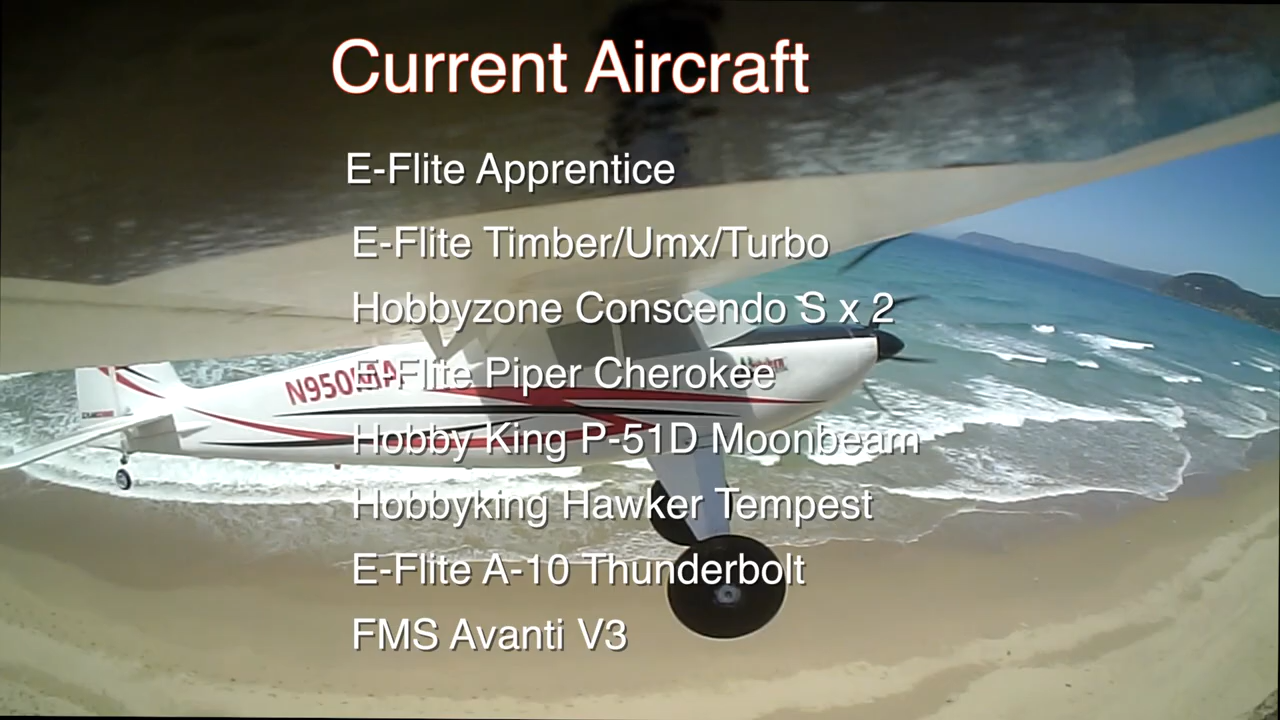 Current Aircraft
E-Flite Apprentice
E-Flite Timber/Umx/Turbo
Hobbyzone Conscendo S x 2
E-Flite Piper Cherokee
Hobby King P-51D Moonbeam
Hobbyking Hawker Tempest
E-Flite A-10 Thunderbolt
FMS Avanti V3